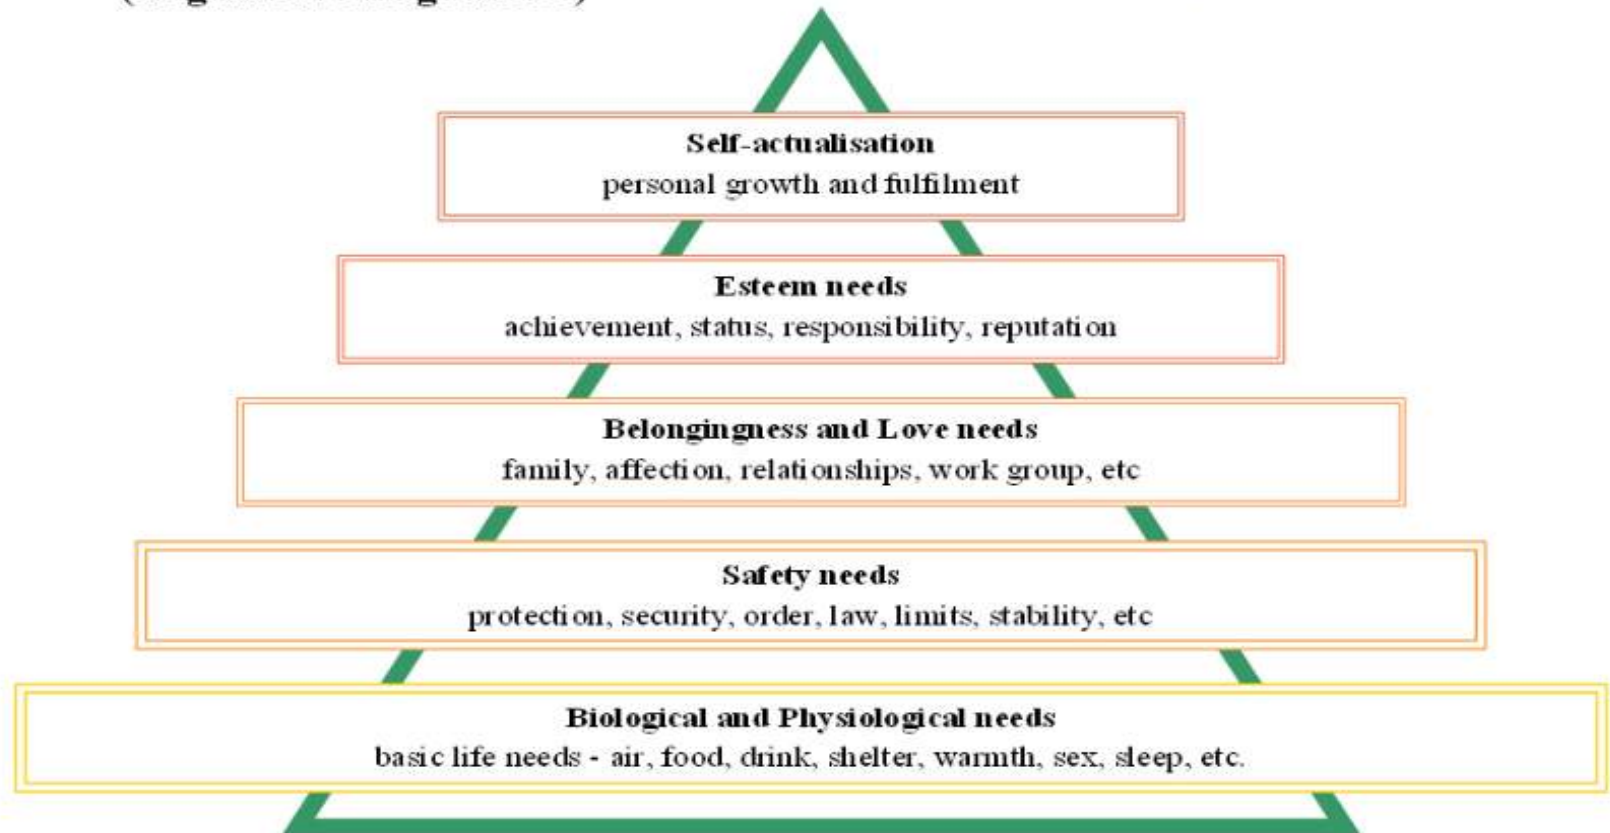 Self-actualisation
personal growth and fulfilment
Esteem needs
achievement, status, responsibility, reputation
Belongingness and Love needs
family, affection, relationships, work group, etc
Safety needs
protection, security, order, law, limits, stability, etc
Biological and Physiological needs
basic life needs - air, food, drink, shelter, warmth, sex, sleep, etc.